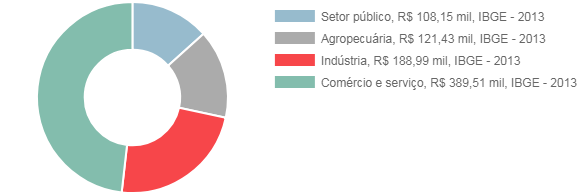 Setor público, R$ 108,15 mil, IBGE - 2013
Agropecuária, R$ 121,43 mil, IBGE - 2013
Indústria, R$ 188,99 mil, IBGE - 2013
Comércio e serviço, R$ 389,51 mil, IBGE - 2013